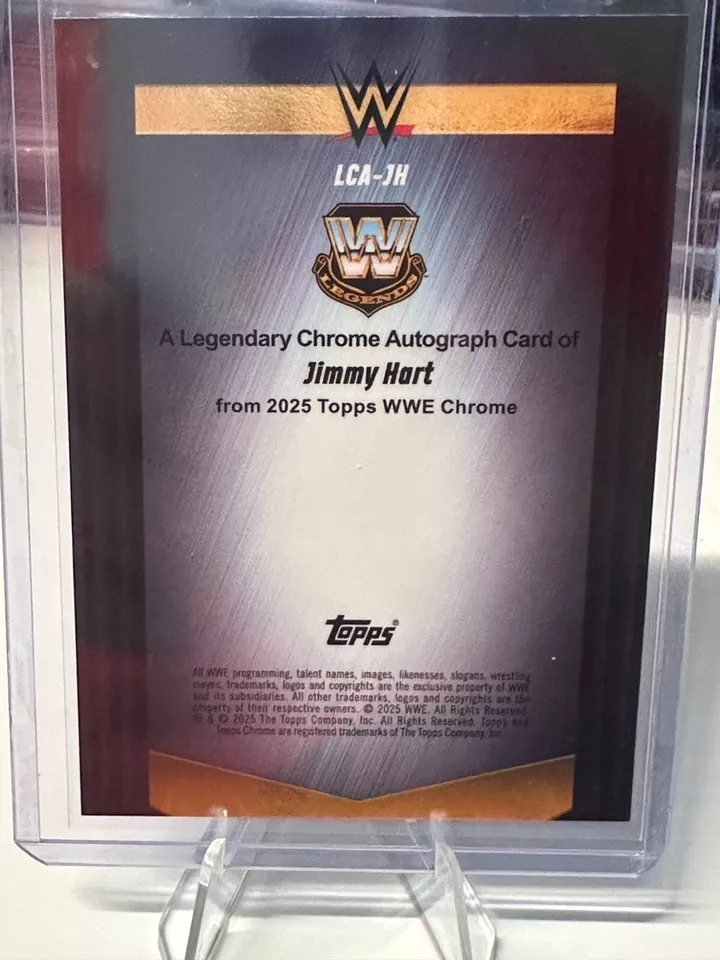 W
LCA-JH
W
LEGENDS
A Legendary Chrome Autograph Card of
Jimmy Hart
from 2025 Topps WWE Chrome
topps®
All WWE programming, talent names, images, likenesses, slogans, wrestling
moves, trademarks, logos and copyrights are the exclusive property of WWE
and its subsidiaries. All other trademarks, logos and copyrights are the
property of their respective owners. © 2025 WWE. All Rights Reserved.
® & © 2025 The Topps Company, Inc. All Rights Reserved. Topps and
Topps Chrome are registered trademarks of The Topps Company, Inc.